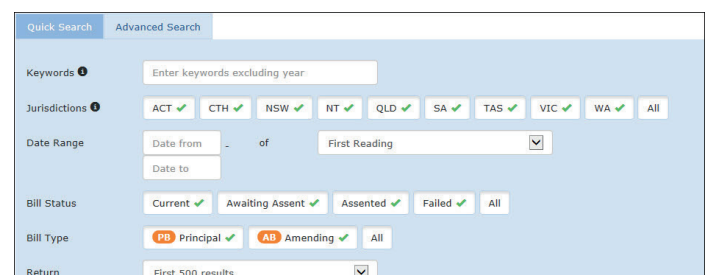 Quick Search Advanced Search
Keywords Enter keywords excluding year
Jurisdictions ACT CTH NSW NT QLD SA TAS VIC WA All
Date Range Date from - of First Reading
Date to
Bill Status Current Awaiting Assent Assented Failed All
Bill Type PB Principal AB Amending All
Return First 500 results